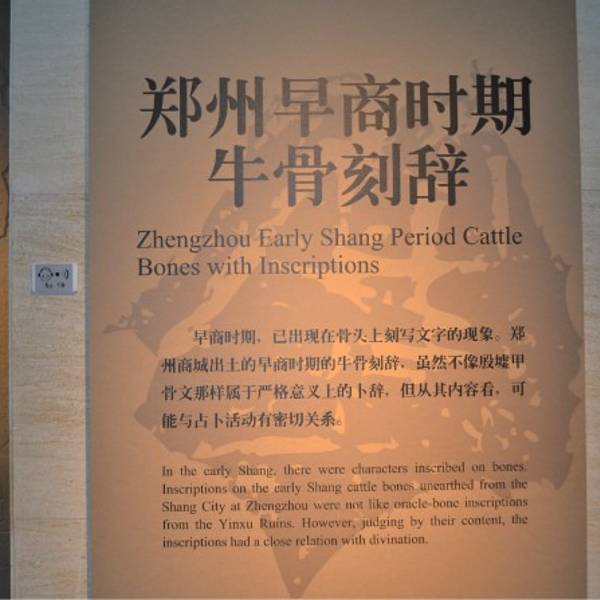 郑州早商时期
牛骨刻辞
Zhengzhou Early Shang Period Cattle
Bones with Inscriptions
早商时期，已出现在骨头上刻写文字的现象。郑
州商城出土的早商时期的牛骨刻辞，虽然不像殷墟甲
骨文那样属于严格意义上的卜辞，但从其内容看，可
能与占卜活动有密切关系。
In the early Shang, there were characters inscribed on bones.
Inscriptions on the early Shang cattle bones unearthed from the
Shang City at Zhengzhou were not like oracle-bone inscriptions
from the Yinxu Ruins. However, judging by their content, the
inscriptions had a close relation with divination.